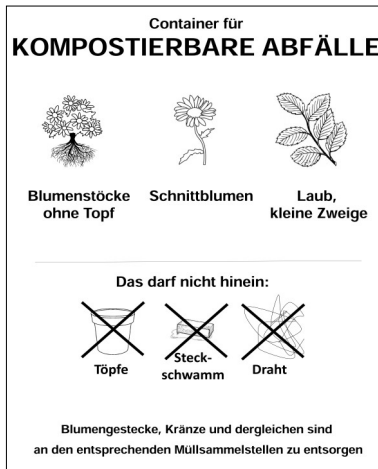 Container für
KOMPOSTIERBARE ABFÄLLE
Blumenstöcke
ohne Topf
Schnittblumen
Laub,
kleine Zweige
Das darf nicht hinein:
Töpfe
Steck-
schwamm
Draht
Blumengestecke, Kränze und dergleichen sind
an den entsprechenden Müllsammelstellen zu entsorgen